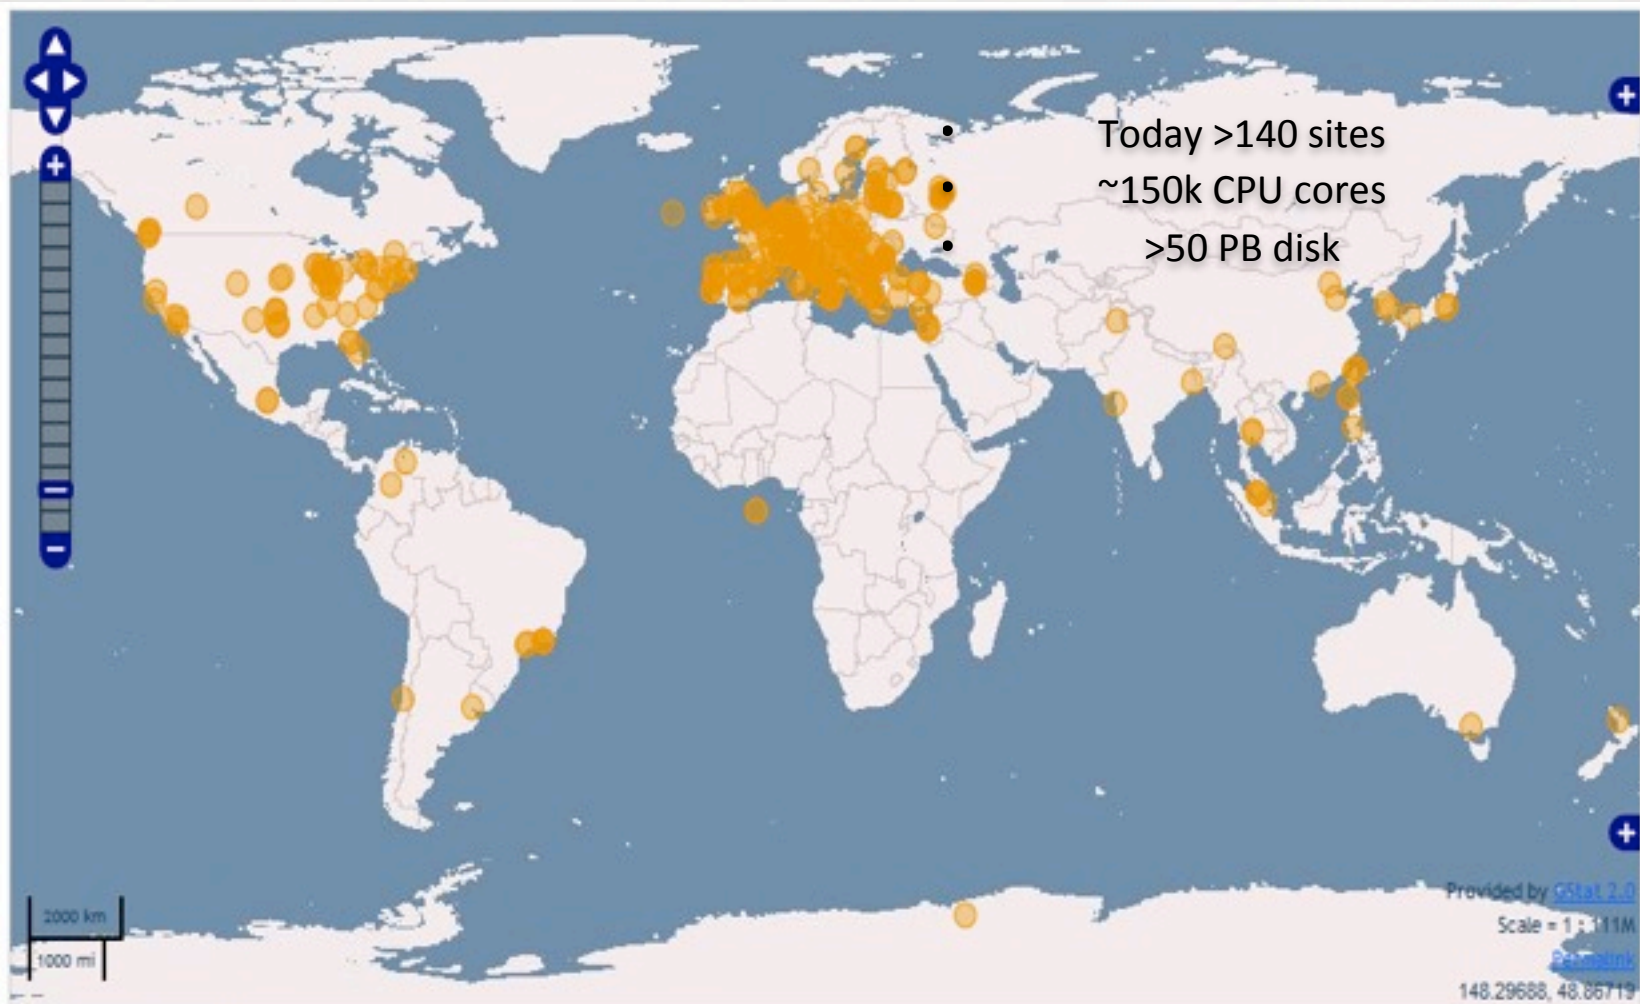 • Today >140 sites
• ~150k CPU cores
• >50 PB disk
2000 km
1000 mi
Provided by GStat 2.0
Scale = 1 : 111M
Permalink
148.29688, 48.86719